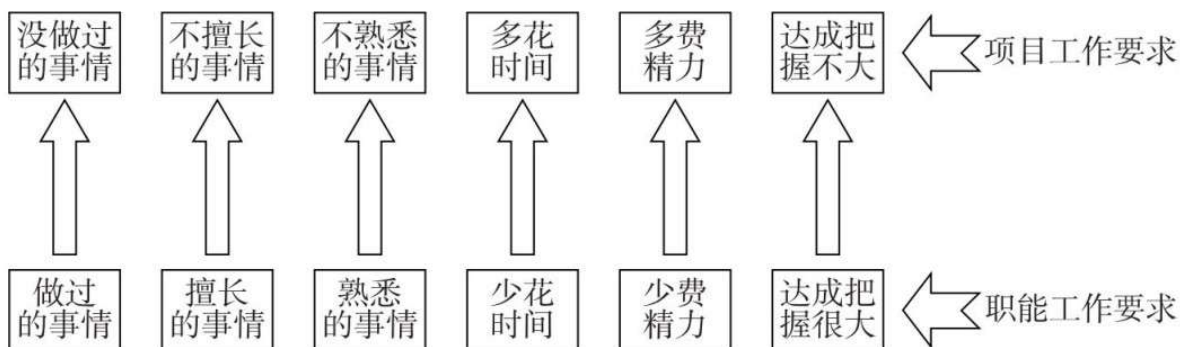 没做过
的事情
不擅长
的事情
不熟悉
的事情
多花
时间
多费
精力
达成把
握不大
项目工作要求
做过
的事情
擅长
的事情
熟悉
的事情
少花
时间
少费
精力
达成把
握很大
职能工作要求